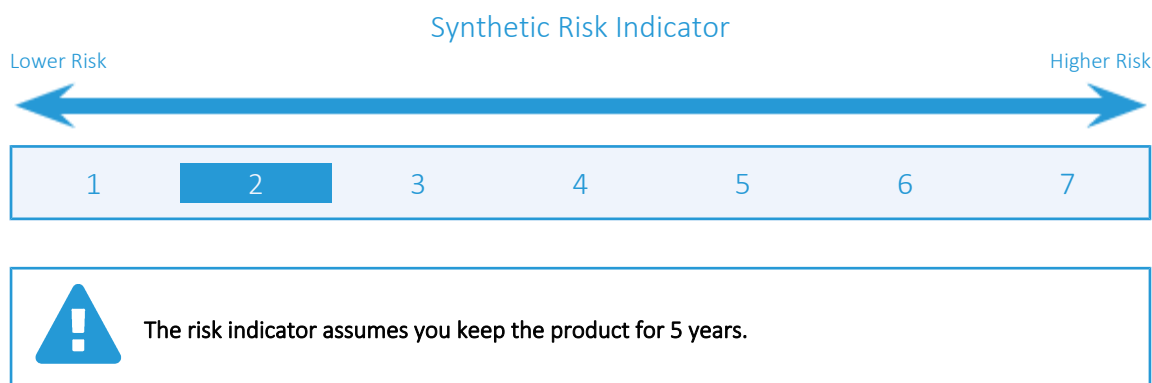 Synthetic Risk Indicator
Lower Risk Higher Risk
1 2 3 4 5 6 7
The risk indicator assumes you keep the product for 5 years.